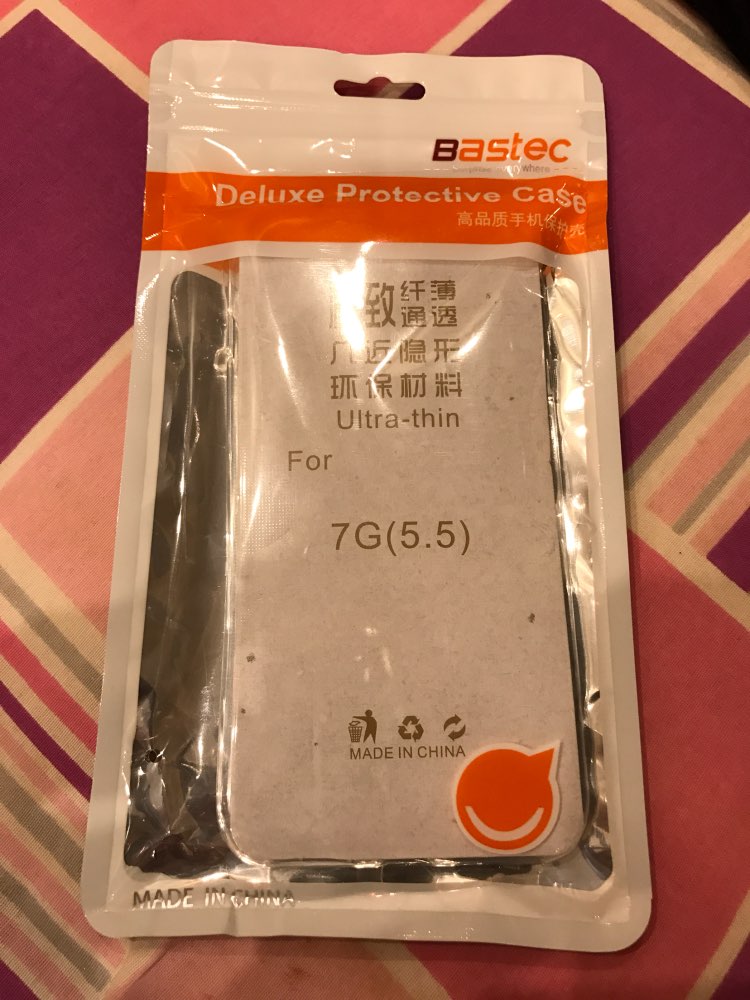 Bastec
where
Deluxe Protective Case
高品质手机保护壳
致 纤薄
通透
近隐形
环保材料
Ultra-thin
For
7G(5.5)
MADE IN CHINA
MADE IN CHINA